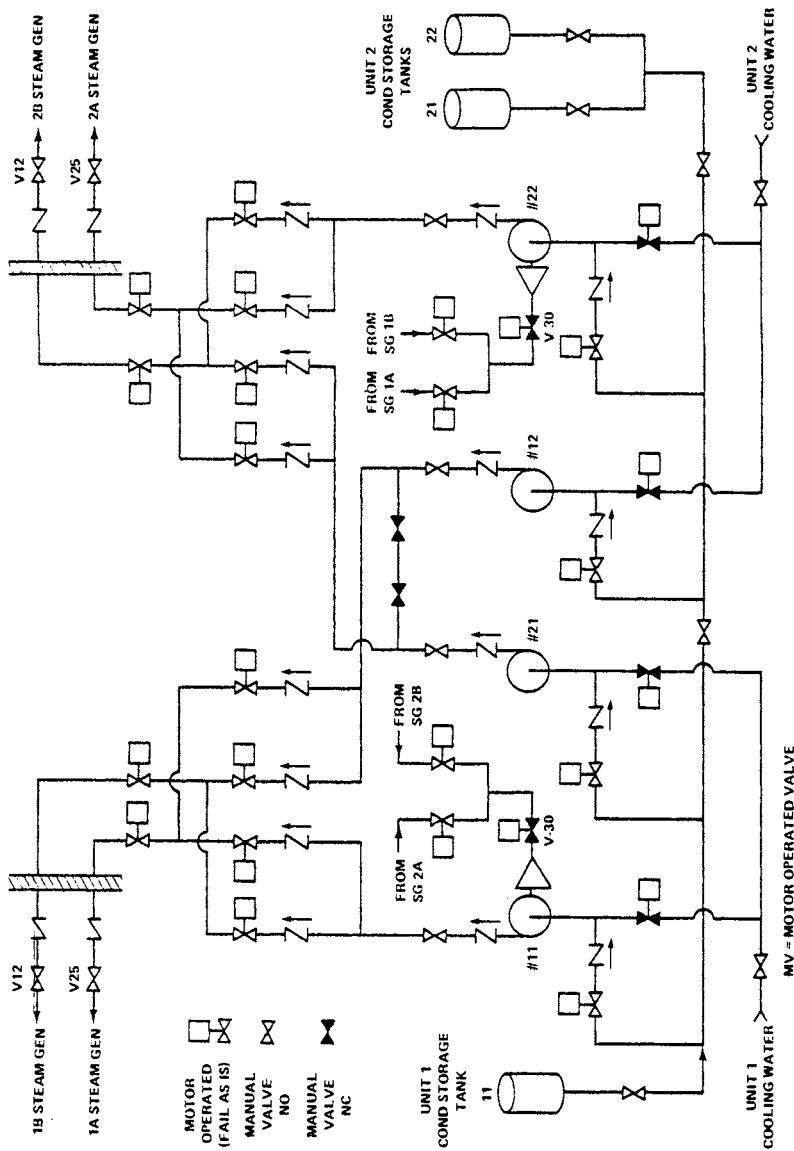 1B STEAM GEN
V12
1A STEAM GEN
V25
V12
2B STEAM GEN
V25
2A STEAM GEN
MOTOR
OPERATED
(FAIL AS IS)
MANUAL
VALVE
NO
MANUAL
VALVE
NC
FROM
SG 2A
FROM
SG 2B
V-30
#11
#21
#12
FROM
SG 1A
FROM
SG 1B
V-30
#22
UNIT 1
COND STORAGE
TANK
11
UNIT 2
COND STORAGE
TANKS
21
22
UNIT 1
COOLING WATER
UNIT 2
COOLING WATER
MV = MOTOR OPERATED VALVE